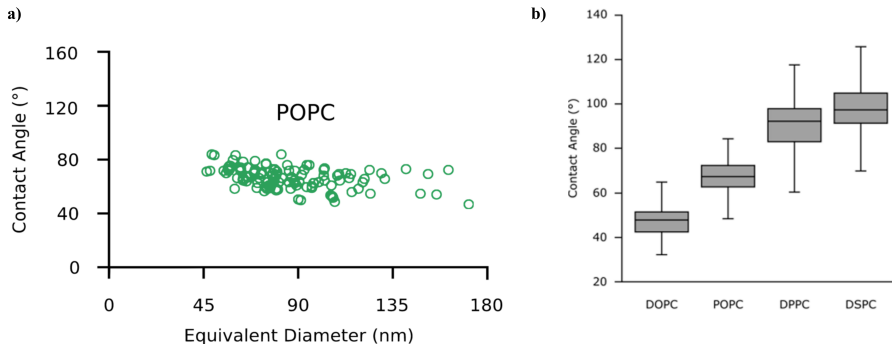 a)
160
120
80
40
0
Contact Angle (°)
POPC
0 45 90 135 180
Equivalent Diameter (nm)
b)
140
120
100
80
60
40
20
Contact Angle (°)
DOPC POPC DPPC DSPC